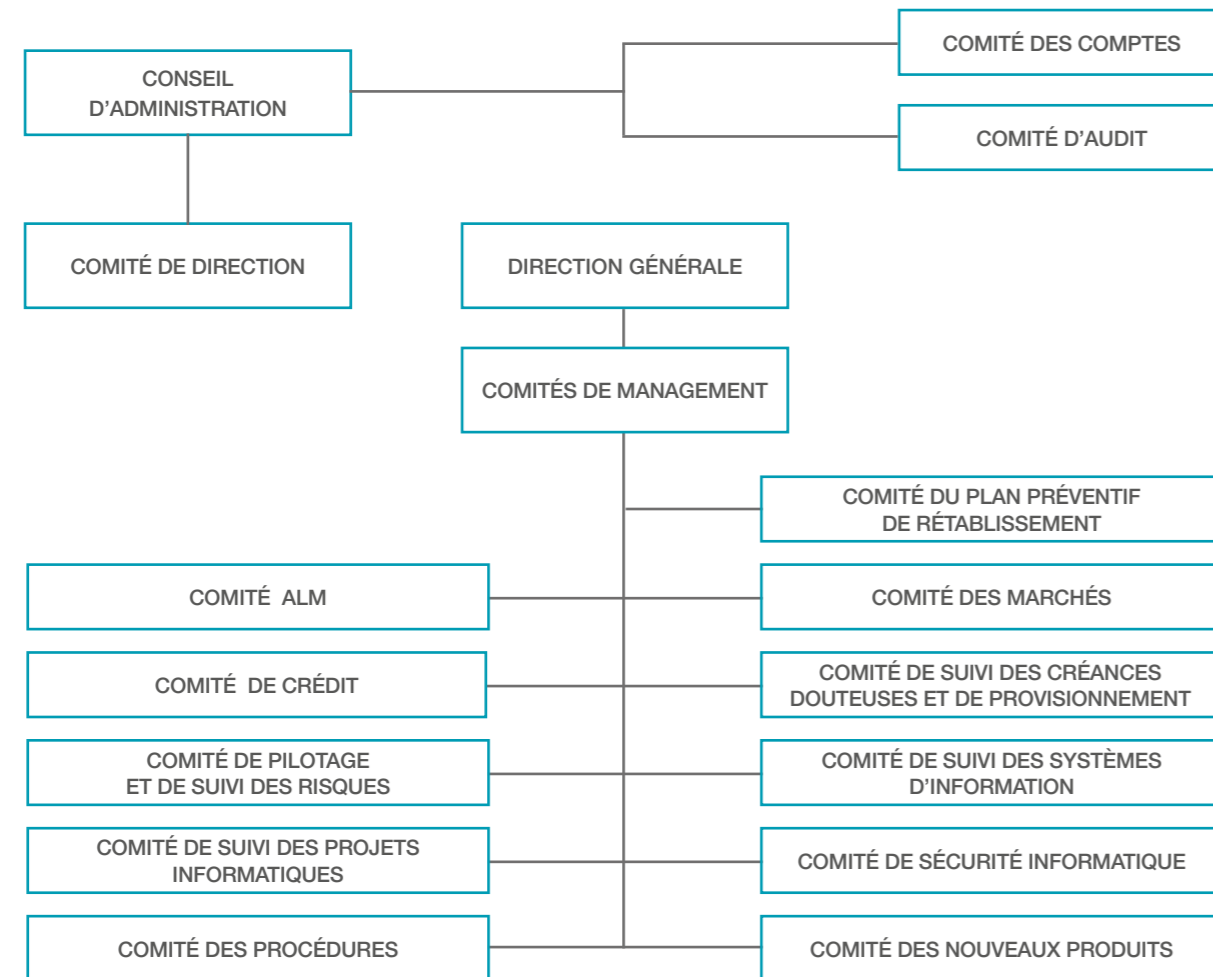 COMITÉ DES COMPTES
CONSEIL
D'ADMINISTRATION
COMITÉ D'AUDIT
COMITÉ DE DIRECTION
DIRECTION GÉNÉRALE
COMITÉS DE MANAGEMENT
COMITÉ DU PLAN PRÉVENTIF
DE RÉTABLISSEMENT
COMITÉ ALM
COMITÉ DES MARCHÉS
COMITÉ DE CRÉDIT
COMITÉ DE SUIVI DES CRÉANCES
DOUTEUSES ET DE PROVISIONNEMENT
COMITÉ DE PILOTAGE
ET DE SUIVI DES RISQUES
COMITÉ DE SUIVI DES SYSTÈMES
D'INFORMATION
COMITÉ DE SUIVI DES PROJETS
INFORMATIQUES
COMITÉ DE SÉCURITÉ INFORMATIQUE
COMITÉ DES PROCÉDURES
COMITÉ DES NOUVEAUX PRODUITS